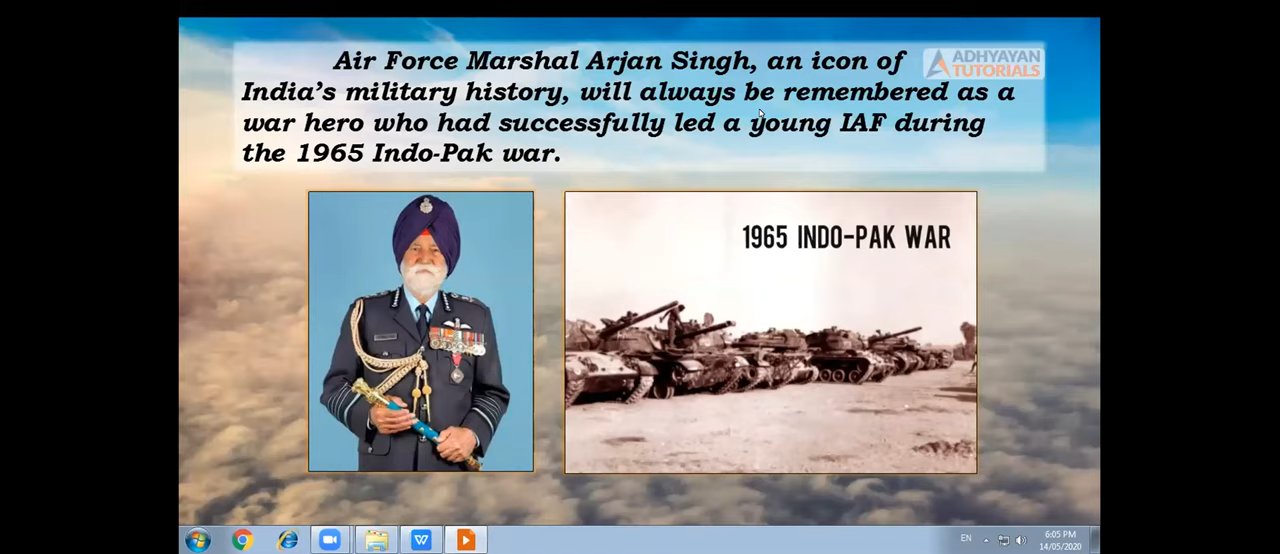 Air Force Marshal Arjan Singh, an icon of
India's military history, will always be remembered as a
war hero who had successfully led a young IAF during
the 1965 Indo-Pak war.
ADHYAYAN
TUTORIALS
1965 INDO-PAK WAR
EN
6:05 PM
14/05/2020